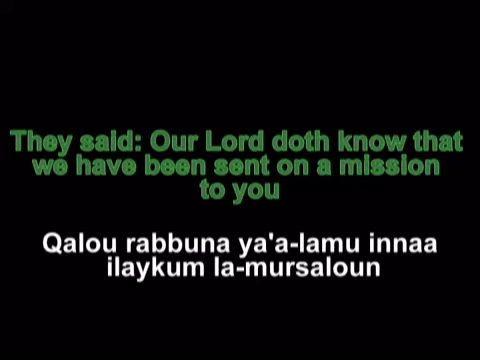 They said: Our Lord doth know that
we have been sent on a mission
to you
Qalou rabbuna ya'a-lamu innaa
ilaykum la-mursaloun